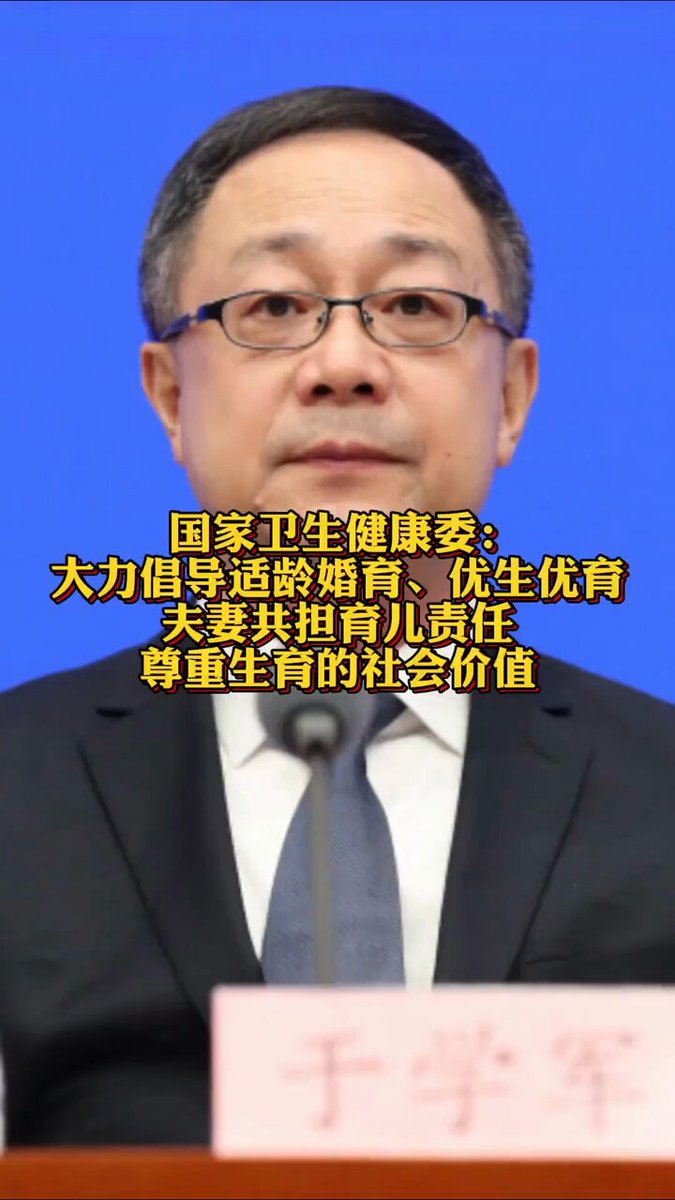 国家卫生健康委：
大力倡导适龄婚育、优生优育
夫妻共担育儿责任
尊重生育的社会价值
于学军